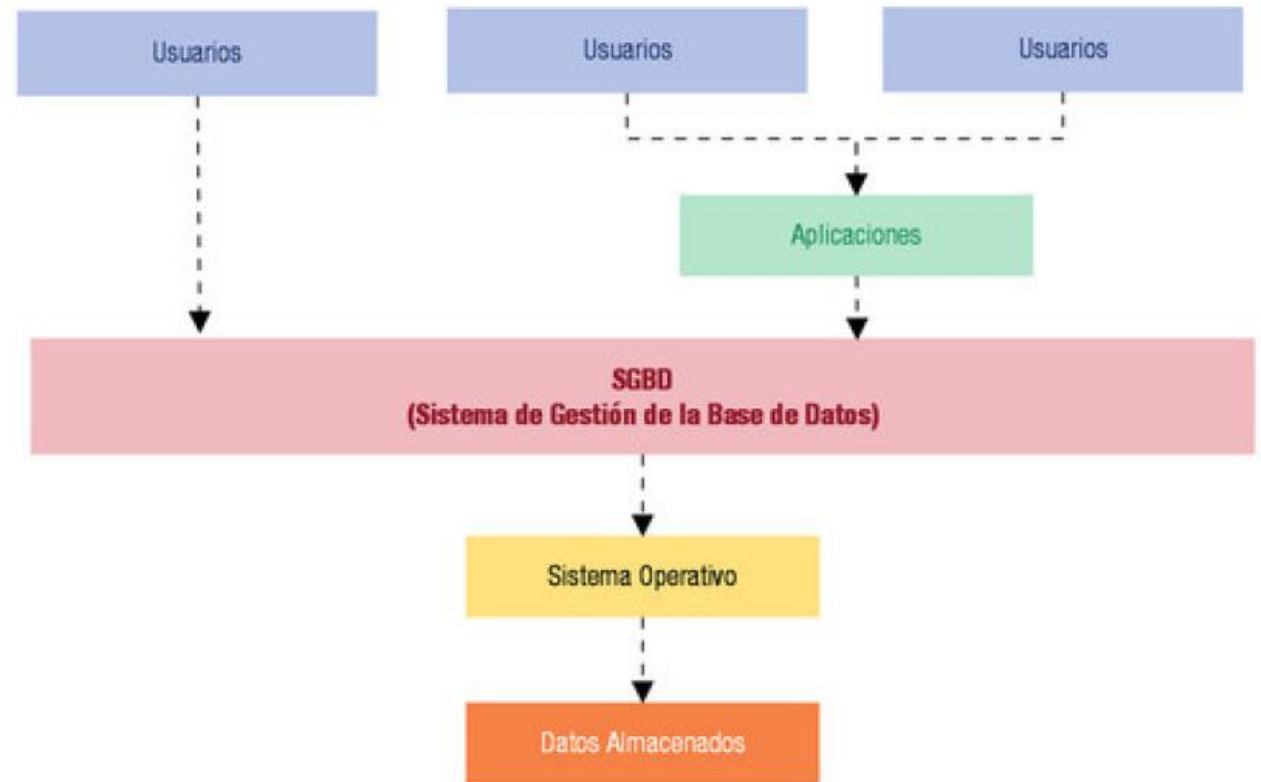 Usuarios
Usuarios
Usuarios
Aplicaciones
SGBD
(Sistema de Gestión de la Base de Datos)
Sistema Operativo
Datos Almacenados